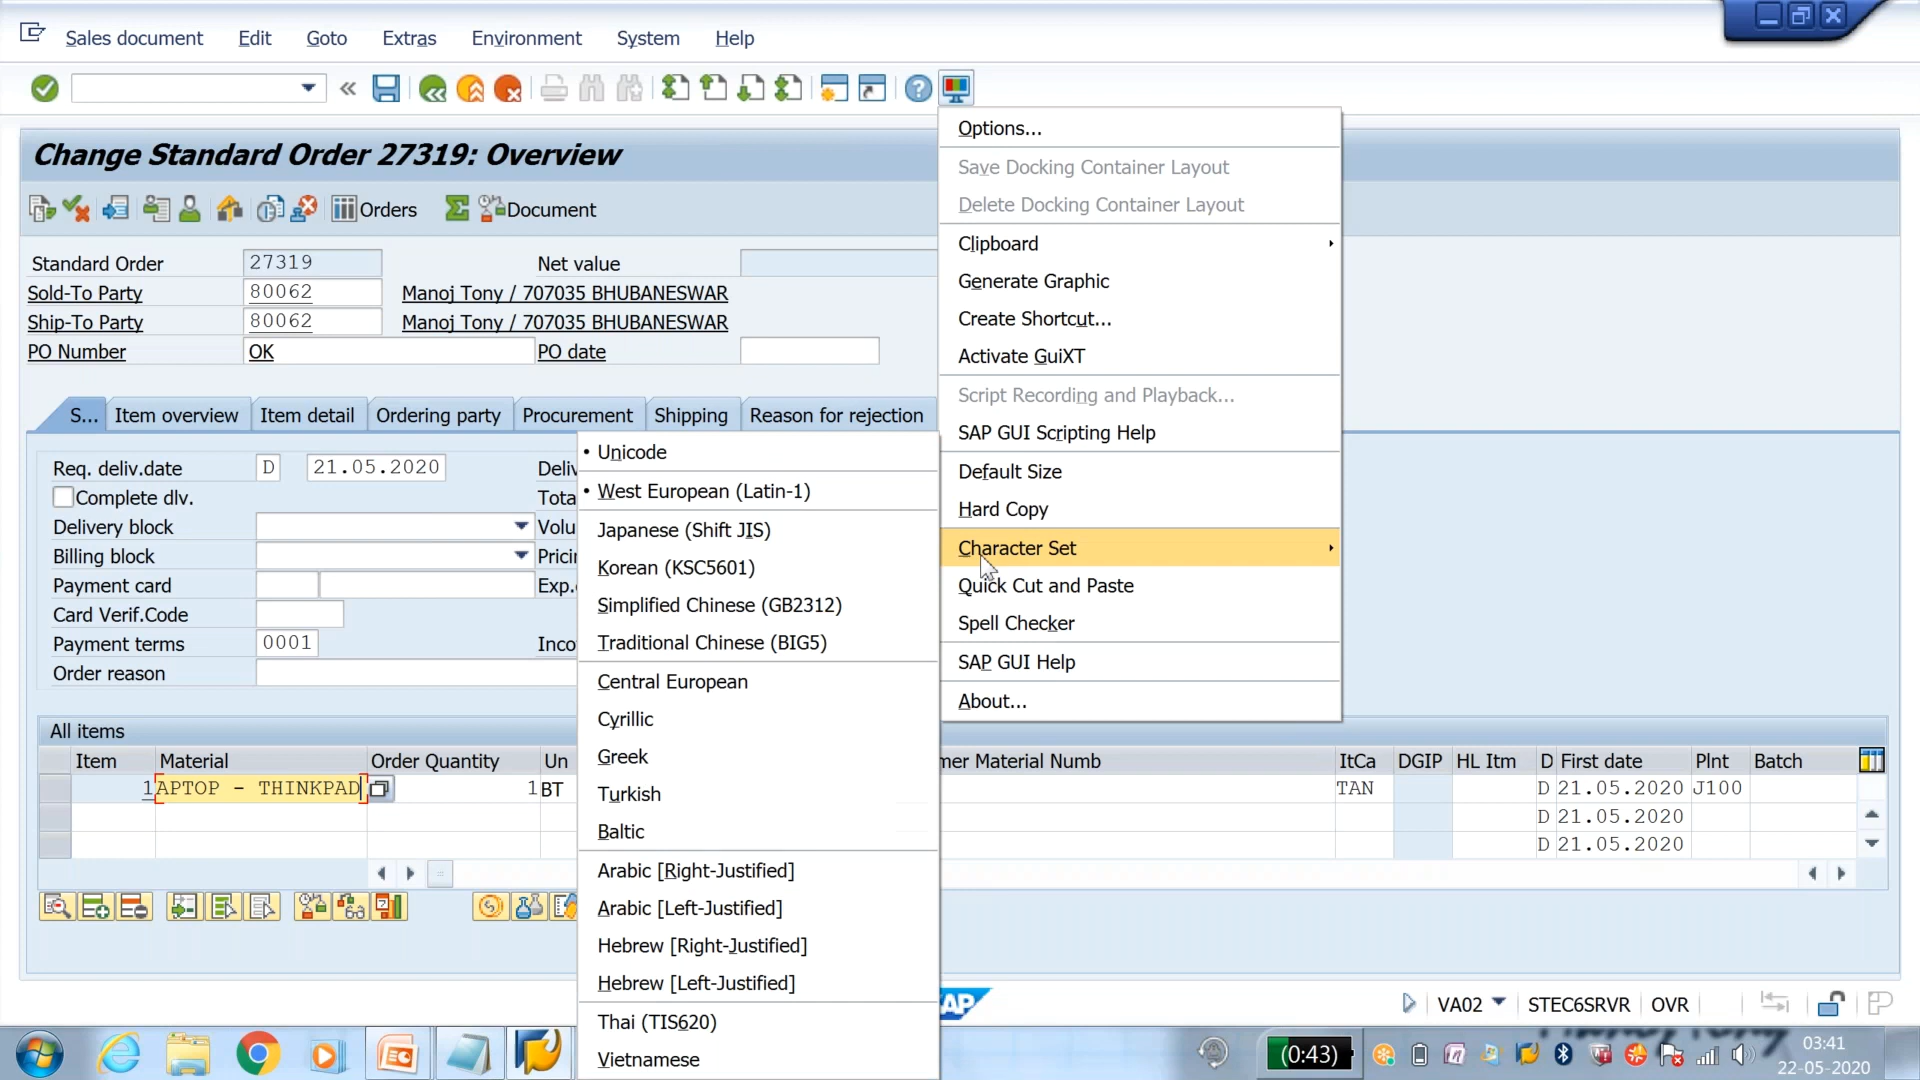 Sales document Edit Goto Extras Environment System Help
Change Standard Order 27319: Overview
Orders Document
Standard Order 27319 Net value
Sold-To Party 80062 Manoj Tony / 707035 BHUBANESWAR
Ship-To Party 80062 Manoj Tony / 707035 BHUBANESWAR
PO Number OK PO date
S... Item overview Item detail Ordering party Procurement Shipping Reason for rejection
Req. deliv.date D 21.05.2020 Deliv
Complete dlv. Tota
Delivery block Volu
Billing block Prici
Payment card Exp.
Card Verif.Code
Payment terms 0001 Inco
Order reason
All items
Item Material Order Quantity Un mer Material Numb ItCa DGIP HL Itm D First date Plnt Batch
1 APTOP - THINKPAD 1 BT TAN D 21.05.2020 J100
D 21.05.2020
D 21.05.2020
Options...
Save Docking Container Layout
Delete Docking Container Layout
Clipboard
Generate Graphic
Create Shortcut...
Activate GuiXT
Script Recording and Playback...
SAP GUI Scripting Help
Default Size
Hard Copy
Character Set
Quick Cut and Paste
Spell Checker
SAP GUI Help
About...
Unicode
West European (Latin-1)
Japanese (Shift JIS)
Korean (KSC5601)
Simplified Chinese (GB2312)
Traditional Chinese (BIG5)
Central European
Cyrillic
Greek
Turkish
Baltic
Arabic [Right-Justified]
Arabic [Left-Justified]
Hebrew [Right-Justified]
Hebrew [Left-Justified]
Thai (TIS620)
Vietnamese
AP
VA02 STEC6SRVR OVR
(0:43)
03:41
22-05-2020